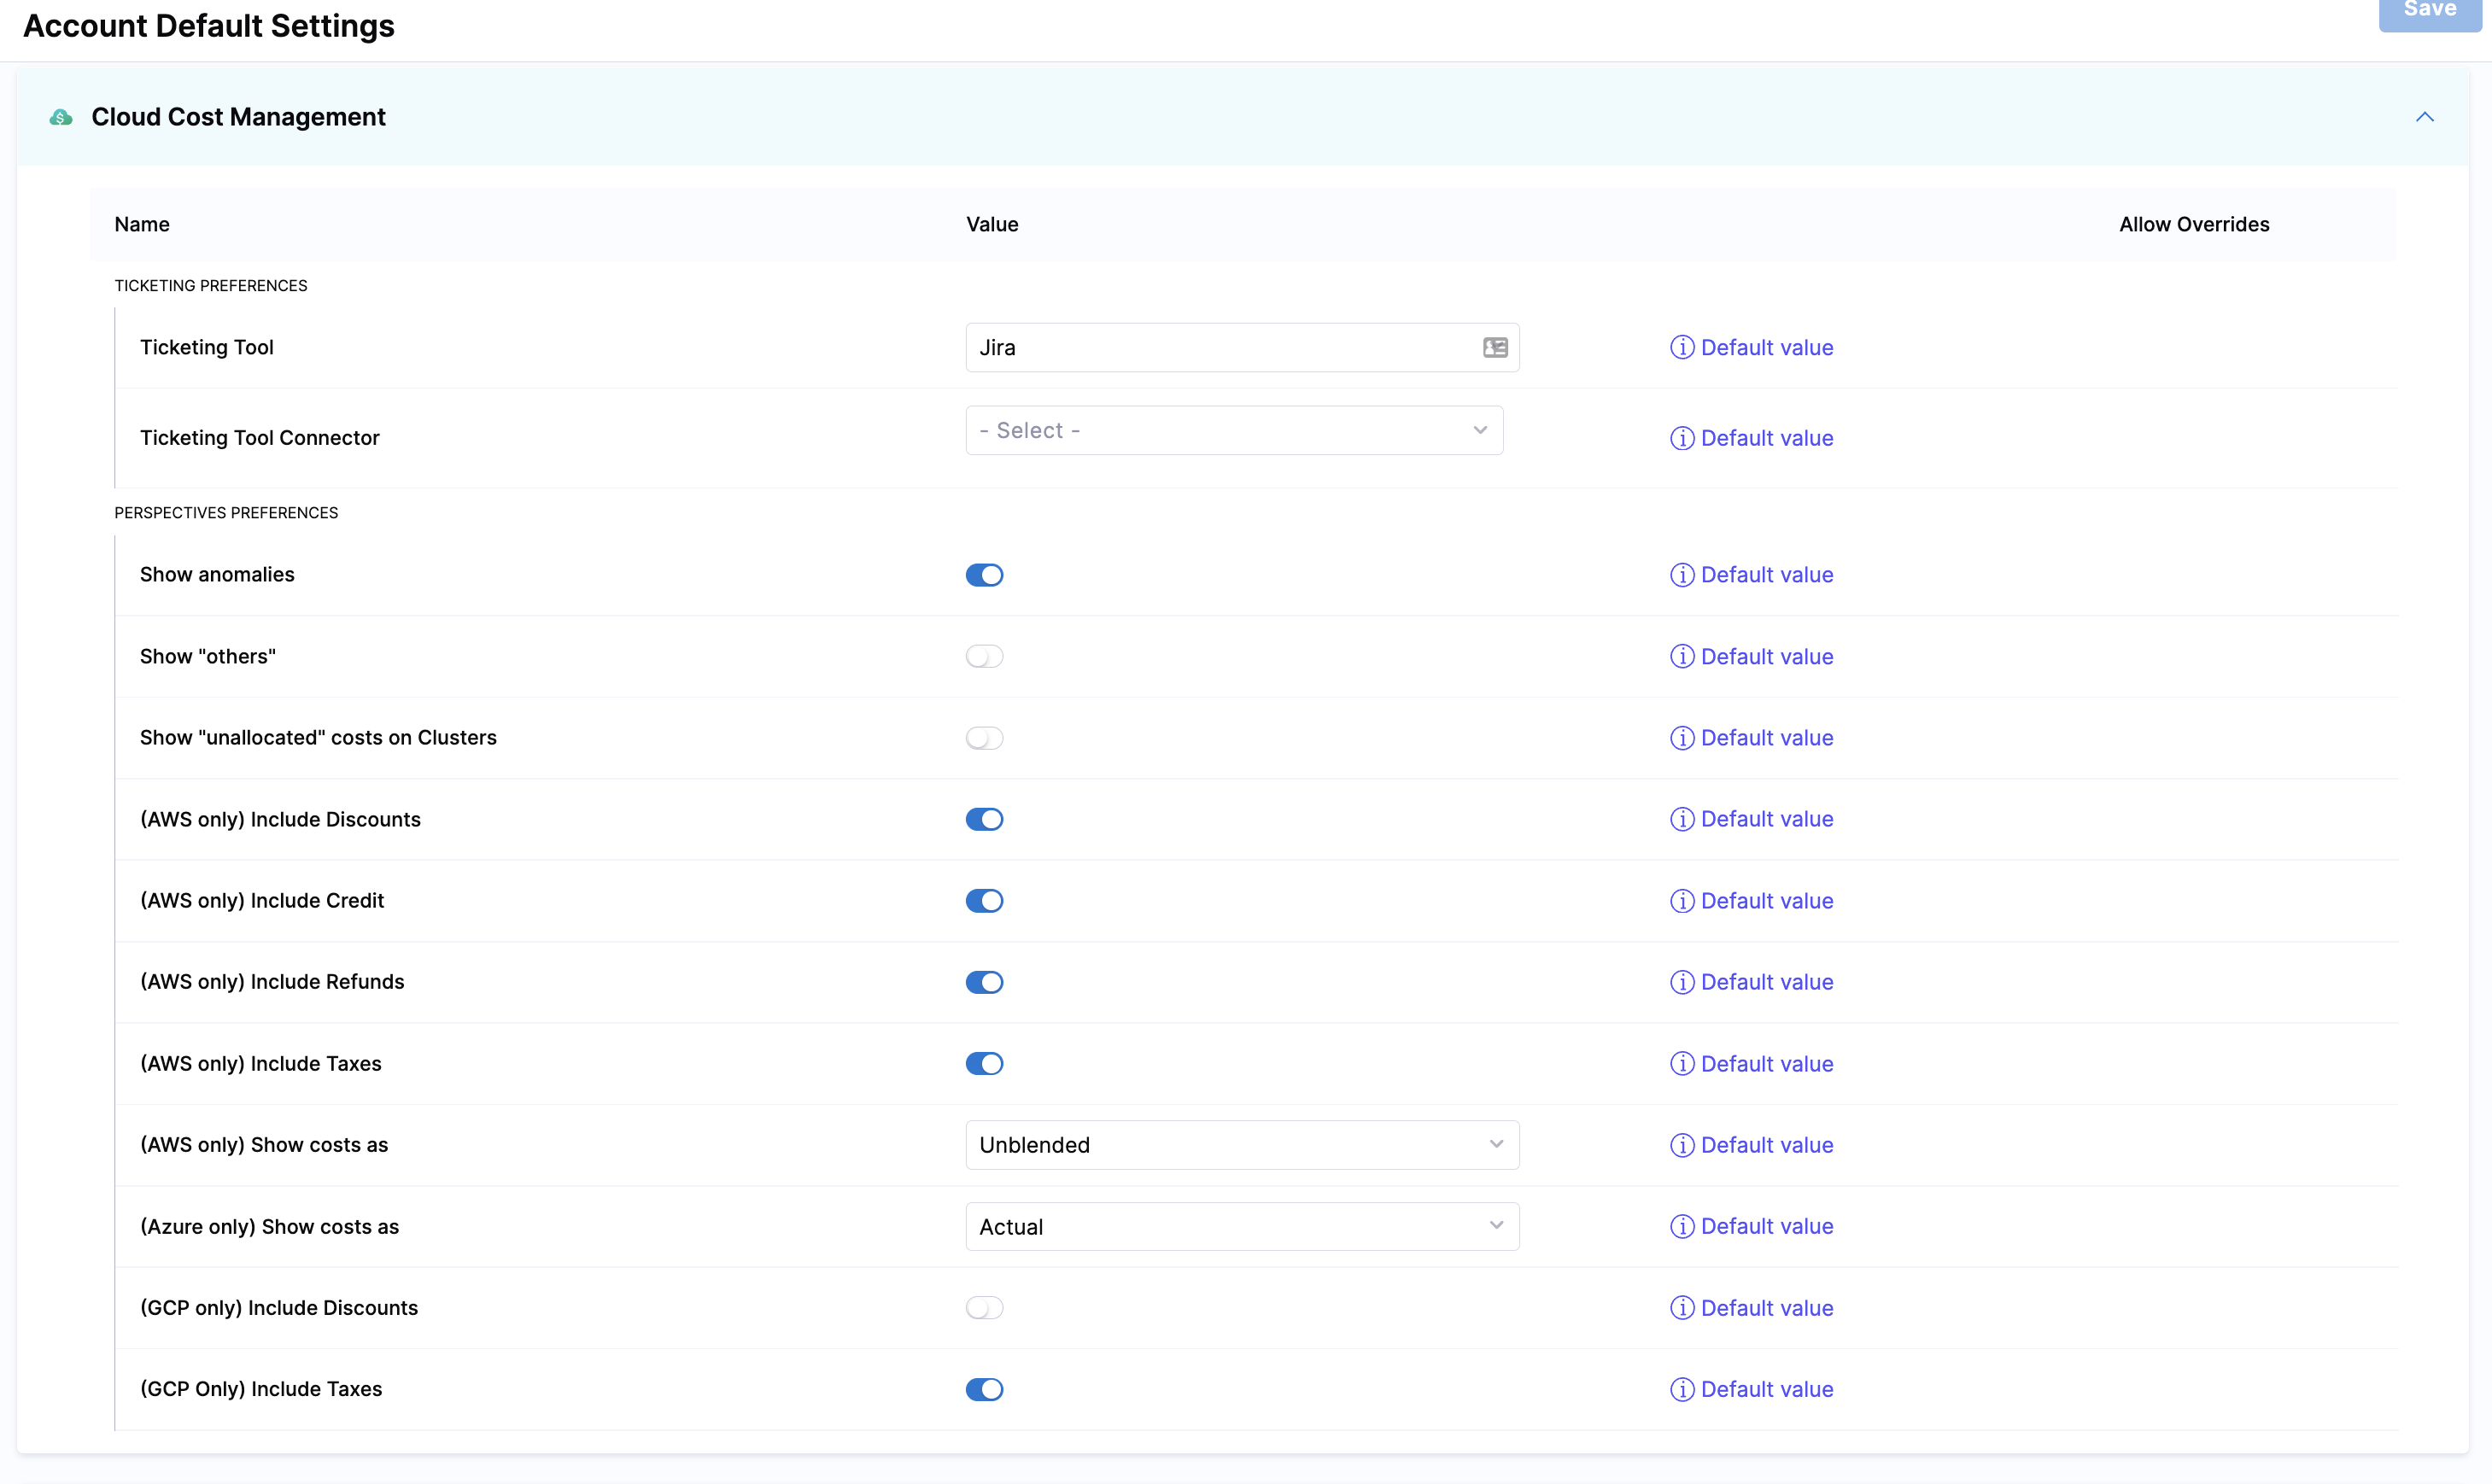 Account Default Settings
Save
Cloud Cost Management
Name Value Allow Overrides
TICKETING PREFERENCES
Ticketing Tool Jira Default value
Ticketing Tool Connector - Select - Default value
PERSPECTIVES PREFERENCES
Show anomalies Default value
Show "others" Default value
Show "unallocated" costs on Clusters Default value
(AWS only) Include Discounts Default value
(AWS only) Include Credit Default value
(AWS only) Include Refunds Default value
(AWS only) Include Taxes Default value
(AWS only) Show costs as Unblended Default value
(Azure only) Show costs as Actual Default value
(GCP only) Include Discounts Default value
(GCP Only) Include Taxes Default value